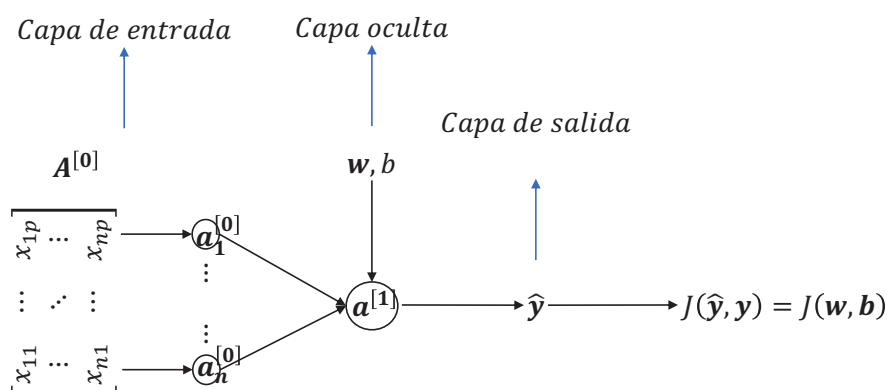 Capa de entrada
Capa oculta
Capa de salida
A^[0]
w, b
x_1p ... x_np
a_1^[0]
⋮
⋮ ⋰ ⋮
a^[1]
ŷ
J(ŷ, y) = J(w, b)
⋮
x_11 ... x_n1
a_n^[0]